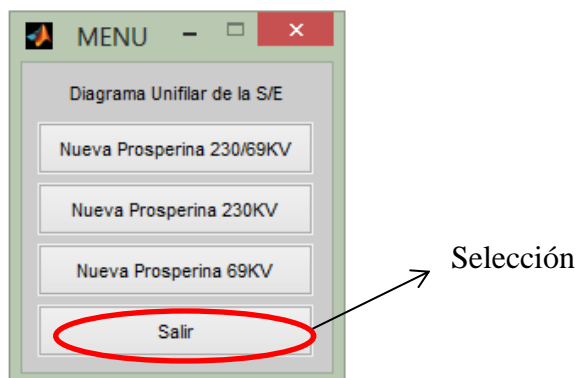 MENU
Diagrama Unifilar de la S/E
Nueva Prosperina 230/69KV
Nueva Prosperina 230KV
Nueva Prosperina 69KV
Selección
Salir